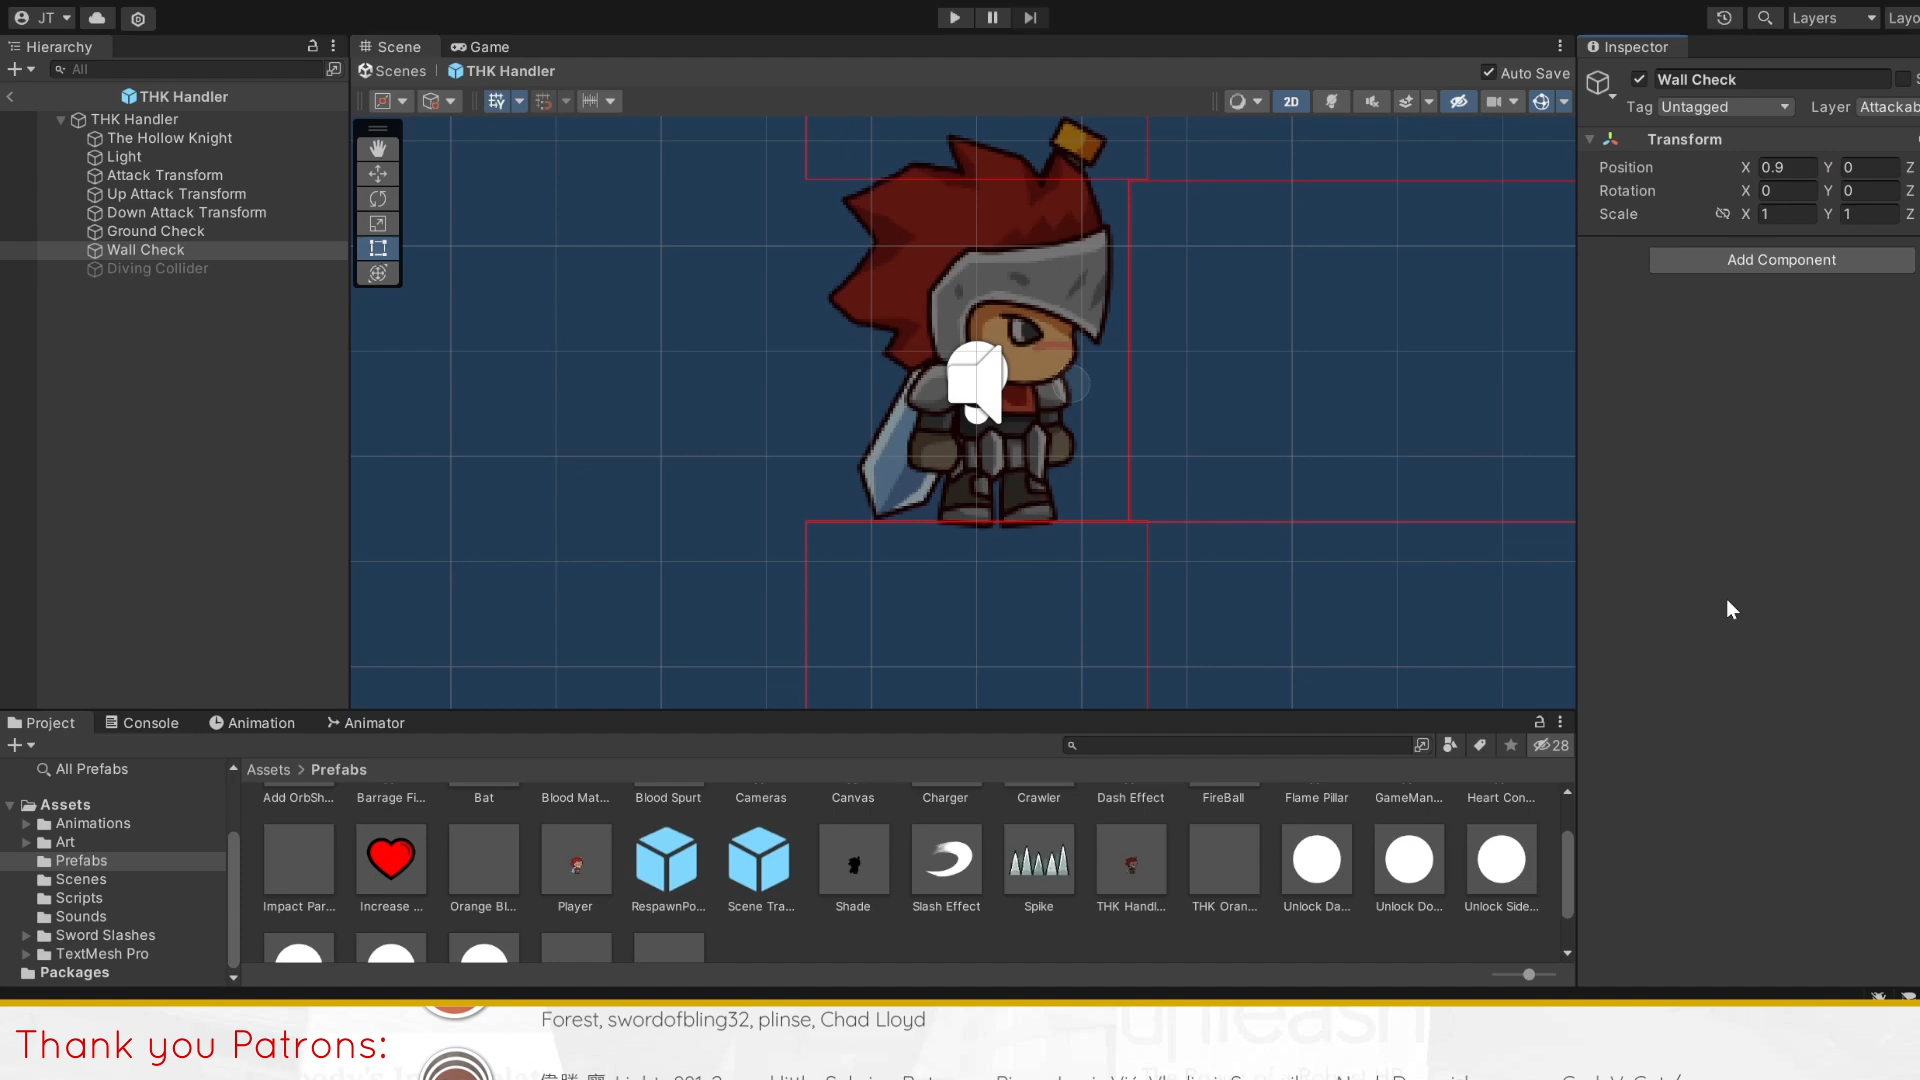 JT
Layers
Layo
Hierarchy
Scene
Game
Inspector
All
Scenes
THK Handler
Auto Save
Wall Check
S
THK Handler
2D
Tag Untagged
Layer Attackab
THK Handler
The Hollow Knight
Light
Attack Transform
Up Attack Transform
Down Attack Transform
Ground Check
Wall Check
Diving Collider
Transform
Position X 0.9 Y 0 Z
Rotation X 0 Y 0 Z
Scale X 1 Y 1 Z
Add Component
Project
Console
Animation
Animator
28
All Prefabs
Assets > Prefabs
Assets
Animations
Art
Prefabs
Scenes
Scripts
Sounds
Sword Slashes
TextMesh Pro
Packages
Add OrbSh...
Barrage Fi...
Bat
Blood Mat...
Blood Spurt
Cameras
Canvas
Charger
Crawler
Dash Effect
FireBall
Flame Pillar
GameMan...
Heart Con...
Impact Par...
Increase ...
Orange Bl...
Player
RespawnPo...
Scene Tra...
Shade
Slash Effect
Spike
THK Handl...
THK Oran...
Unlock Da...
Unlock Do...
Unlock Side...
Forest, swordofbling32, plinse, Chad Lloyd
Thank you Patrons: